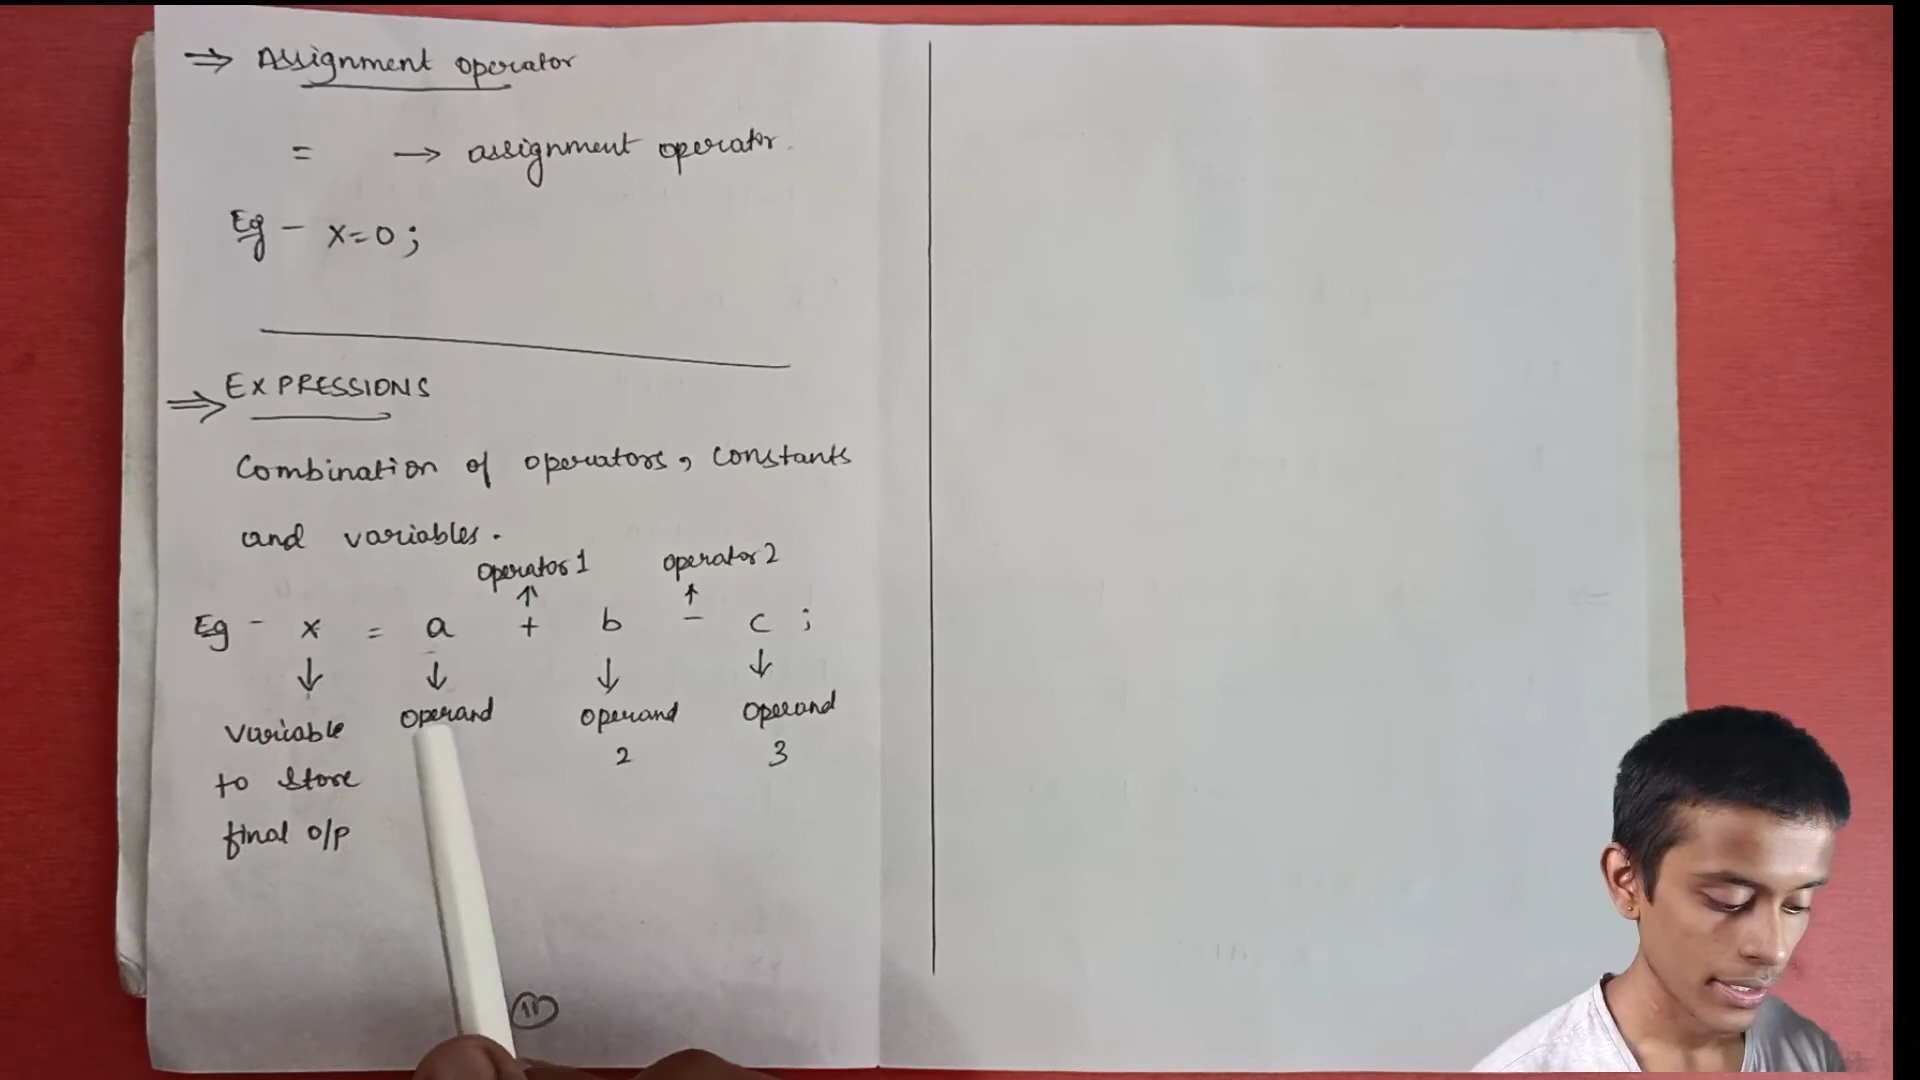 ⇒ Assignment operator
= → assignment operator.
Eg - x=0;
⇒ EXPRESSIONS
Combination of operators, constants
and variables.
operator 1 operator 2
↑ ↑
Eg - x = a + b - c ;
↓ ↓ ↓ ↓
Variable operand operand operand
to store 2 3
final o/p